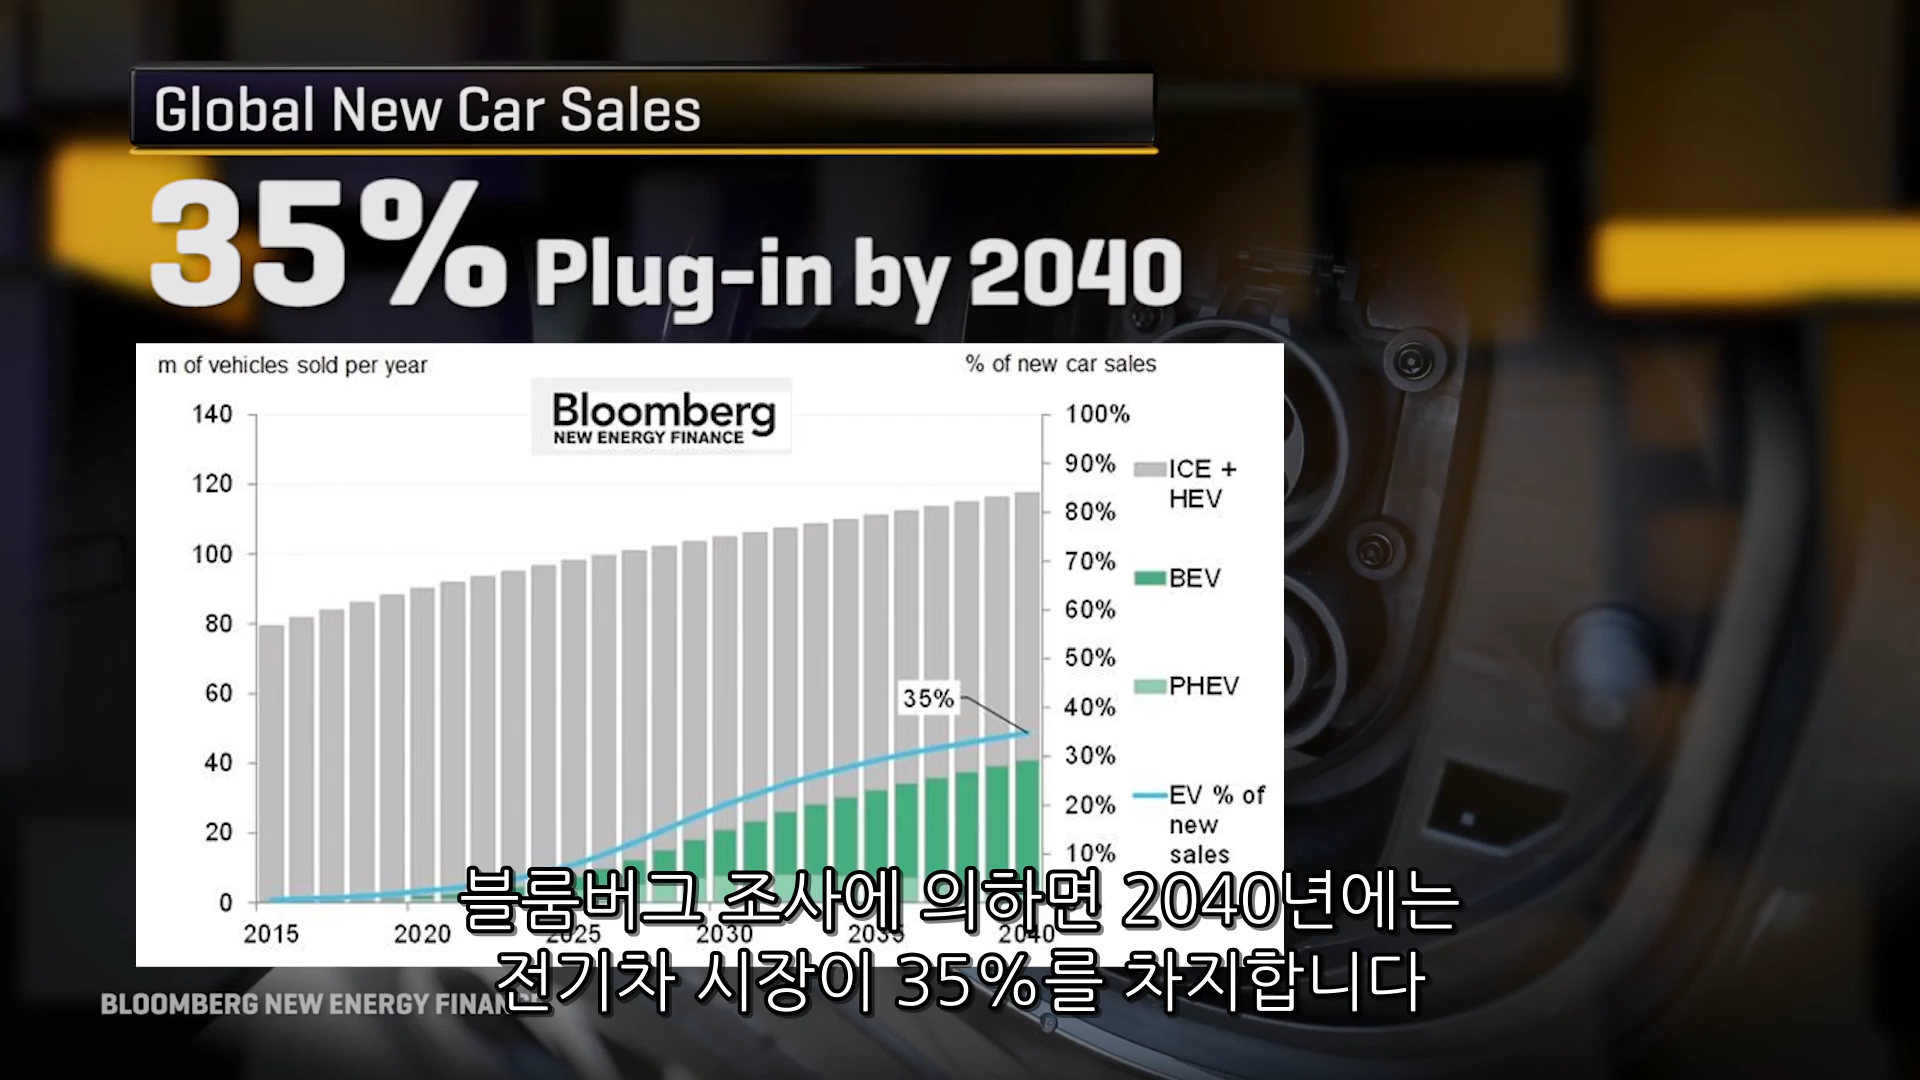 Global New Car Sales
35% Plug-in by 2040
m of vehicles sold per year
% of new car sales
Bloomberg
NEW ENERGY FINANCE
140
120
100
80
60
40
20
0
100%
90%
80%
70%
60%
50%
40%
30%
20%
10%
35%
ICE +
HEV
BEV
PHEV
EV % of
new
sales
2015 2020 2025 2030 2035 2040
블룸버그 조사에 의하면 2040년에는
전기차 시장이 35%를 차지합니다
BLOOMBERG NEW ENERGY